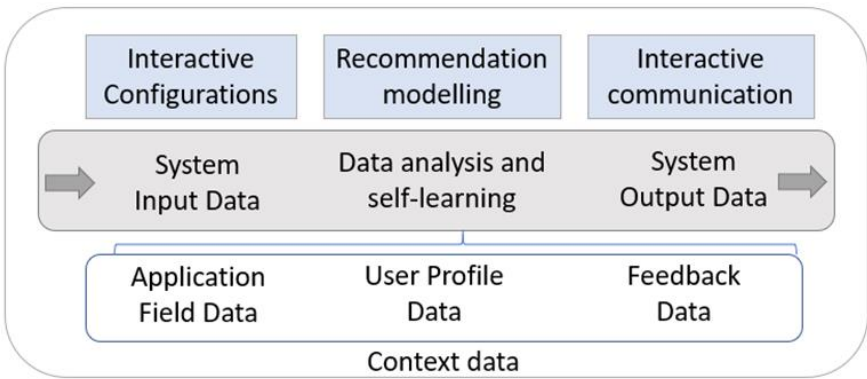 Interactive
Configurations
Recommendation
modelling
Interactive
communication
System
Input Data
Data analysis and
self-learning
System
Output Data
Application
Field Data
User Profile
Data
Feedback
Data
Context data